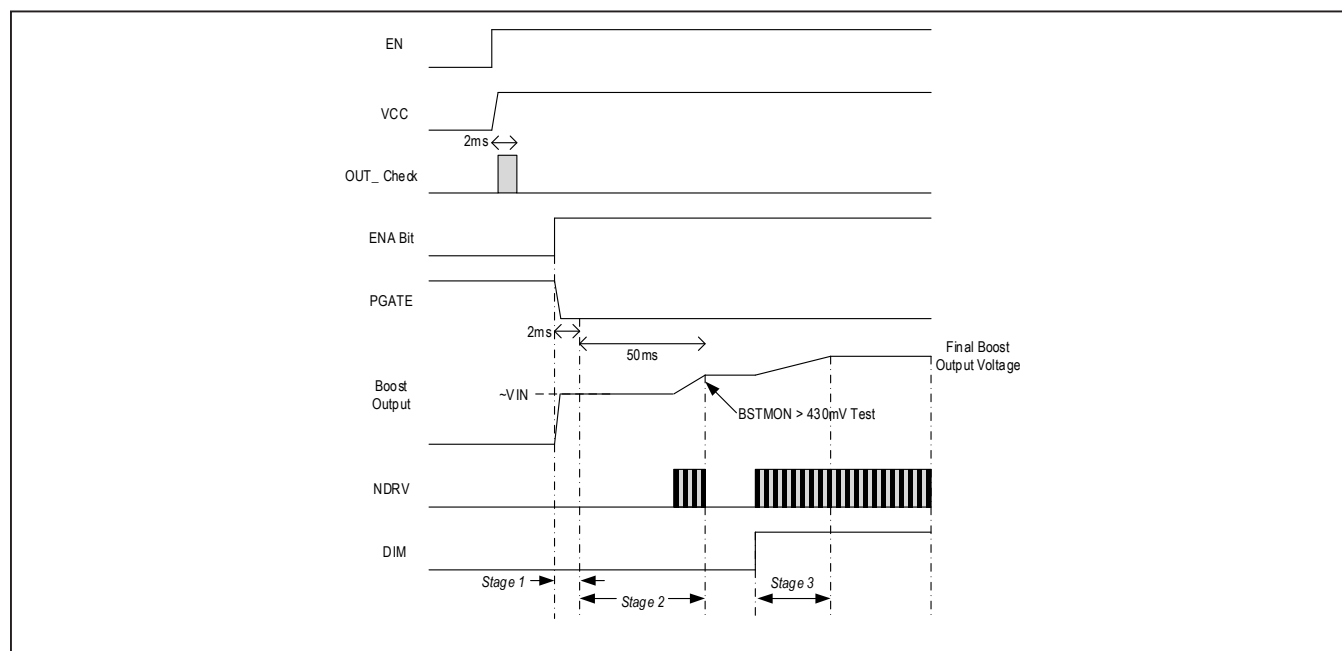 EN
VCC
2ms
OUT_ Check
ENA Bit
PGATE
2ms
50ms
Final Boost
Output Voltage
Boost
Output
~VIN
BSTMON > 430mV Test
NDRV
DIM
Stage 1
Stage 2
Stage 3